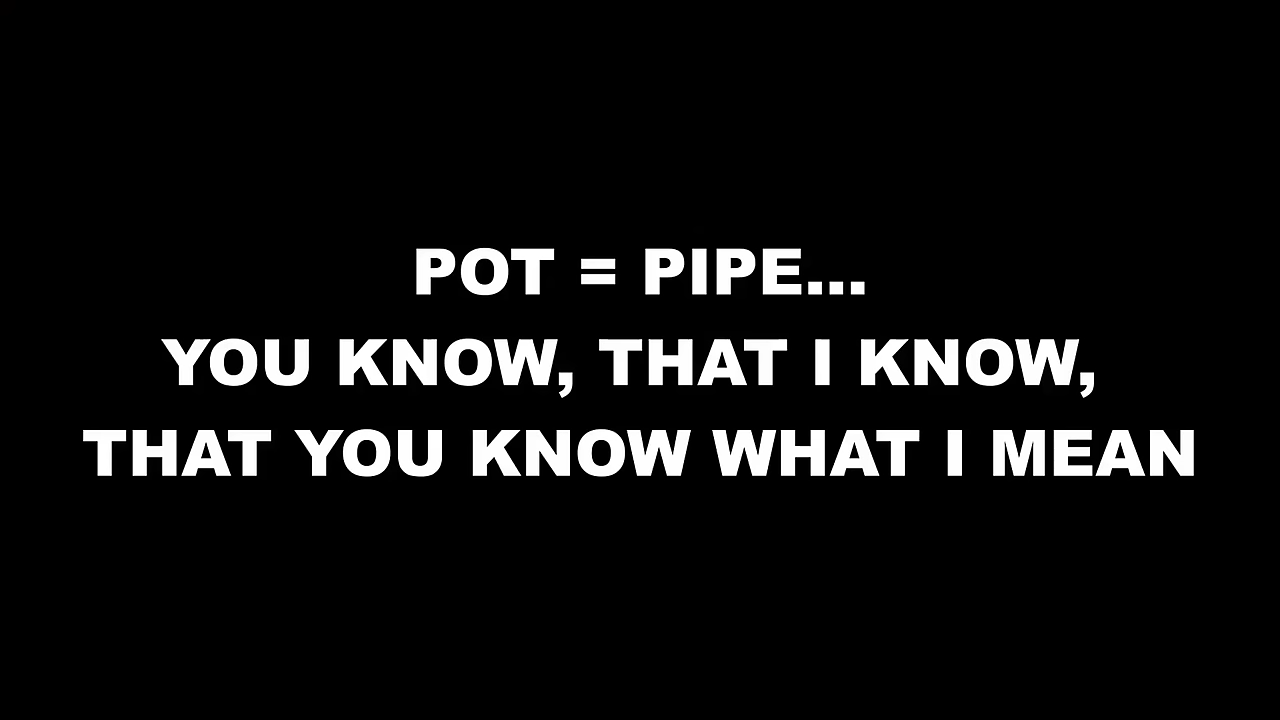 POT = PIPE...
YOU KNOW, THAT I KNOW,
THAT YOU KNOW WHAT I MEAN